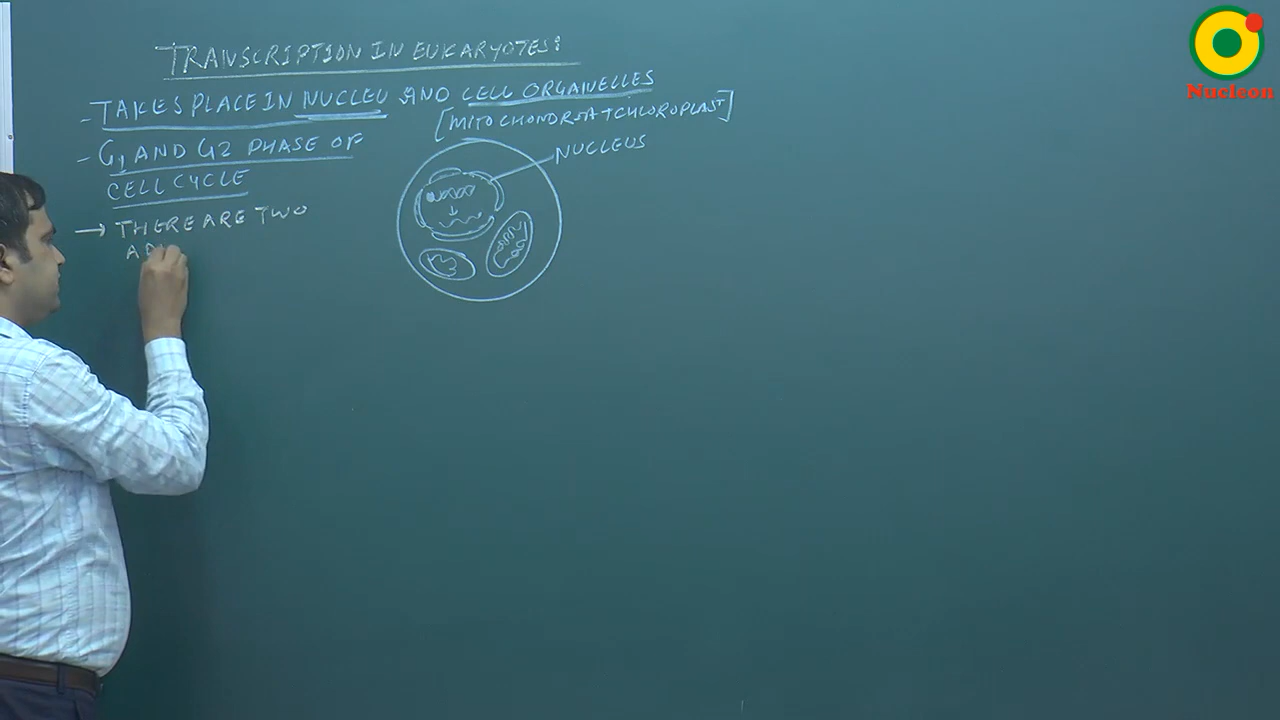 TRANSCRIPTION IN EUKARYOTES:
- TAKES PLACE IN NUCLEU AND CELL ORGANELLES
[MITOCHONDRIA + CHLOROPLAST]
- G1 AND G2 PHASE OF
CELL CYCLE
NUCLEUS
→ THERE ARE TWO
Nucleon